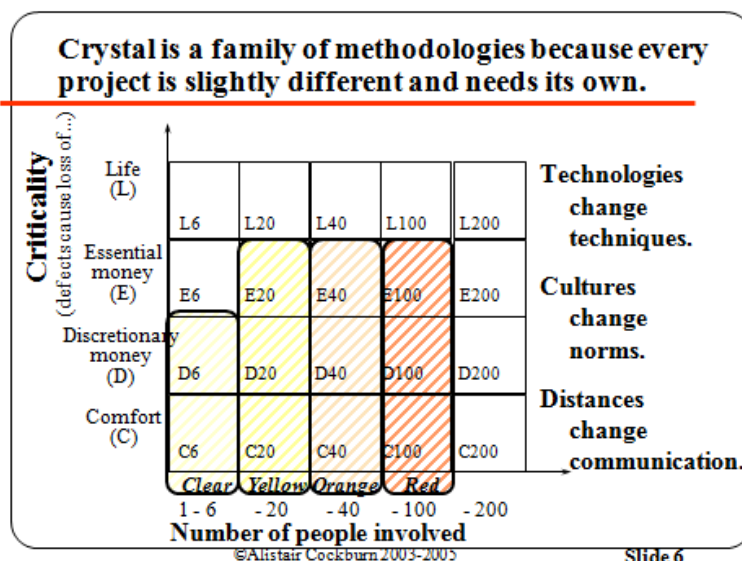 Crystal is a family of methodologies because every
project is slightly different and needs its own.
Criticality
(defects cause loss of...)
Life
(L)
Essential
money
(E)
Discretionary
money
(D)
Comfort
(C)
L6 L20 L40 L100 L200
E6 E20 E40 E100 E200
D6 D20 D40 D100 D200
C6 C20 C40 C100 C200
Clear Yellow Orange Red
1 - 6 - 20 - 40 - 100 - 200
Number of people involved
Technologies
change
techniques.
Cultures
change
norms.
Distances
change
communication.
©Alistair Cockburn 2003-2005
Slide 6